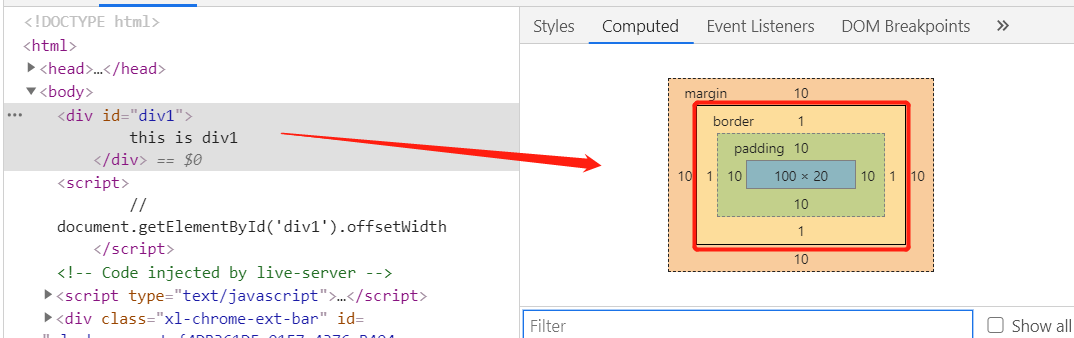 <!DOCTYPE html>
<html>
<head>…</head>
<body>
<div id="div1">
this is div1
</div> == $0
<script>
//
document.getElementById('div1').offsetWidth
</script>
<!-- Code injected by live-server -->
<script type="text/javascript">…</script>
<div class="xl-chrome-ext-bar" id=
Styles Computed Event Listeners DOM Breakpoints »
margin 10
border 1
padding 10
10 1 10 100 × 20 10 1 10
10
1
10
Filter Show all